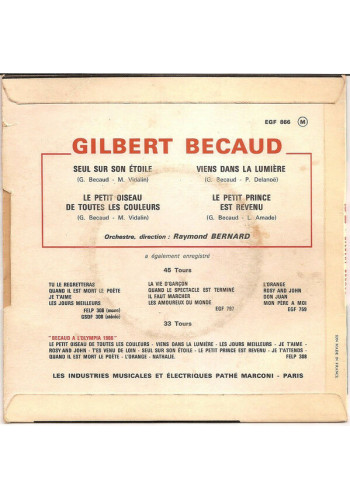 EGF 866 M
GILBERT BECAUD
SEUL SUR SON ÉTOILE
(G. Becaud - M. Vidalin)
VIENS DANS LA LUMIÈRE
(G. Becaud - P. Delanoë)
LE PETIT OISEAU
DE TOUTES LES COULEURS
(G. Becaud - M. Vidalin)
LE PETIT PRINCE
EST REVENU
(G. Becaud - L. Amade)
Orchestre, direction : Raymond BERNARD
a également enregistré
45 Tours
TU LE REGRETTERAS
QUAND IL EST MORT LE POÈTE
JE T'AIME
LES JOURS MEILLEURS
FELP 308 (mono)
LA VIE D'GARÇON
QUAND LE SPECTACLE EST TERMINÉ
IL FAUT MARCHER
LES AMOUREUX DU MONDE
L'ORANGE
ROSY AND JOHN
DON JUAN
MON PÈRE A MOI
EGF 769
33 Tours
"BECAUD A L'OLYMPIA 1966"
LE PETIT OISEAU DE TOUTES LES COULEURS - VIENS DANS LA LUMIÈRE - LES JOURS MEILLEURS - JE T'AIME -
ROSY AND JOHN - T'ES VENU DE LOIN - SEUL SUR SON ÉTOILE - LE PETIT PRINCE EST REVENU - JE T'ATTENDS -
QUAND IL EST MORT LE POÈTE - L'ORANGE - NATHALIE.
FELP 308
LES INDUSTRIES MUSICALES ET ÉLECTRIQUES PATHÉ MARCONI - PARIS